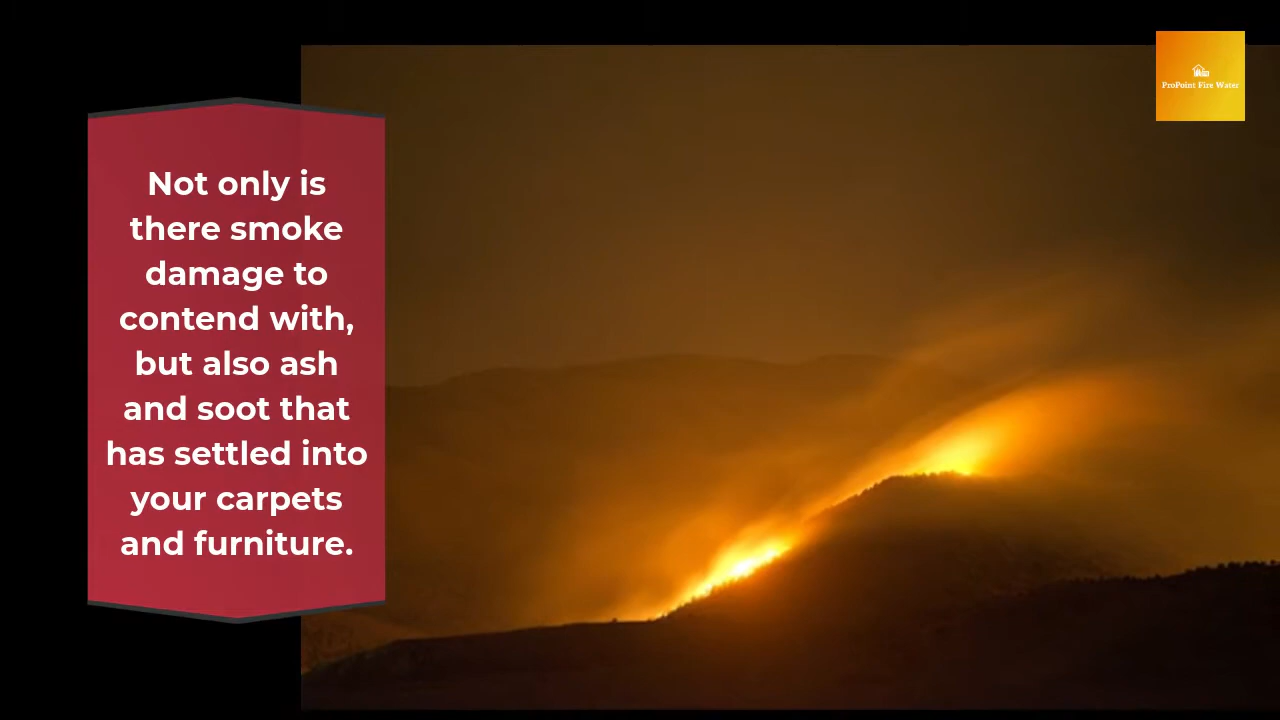 Not only is
there smoke
damage to
contend with,
but also ash
and soot that
has settled into
your carpets
and furniture.
ProPoint Fire Water